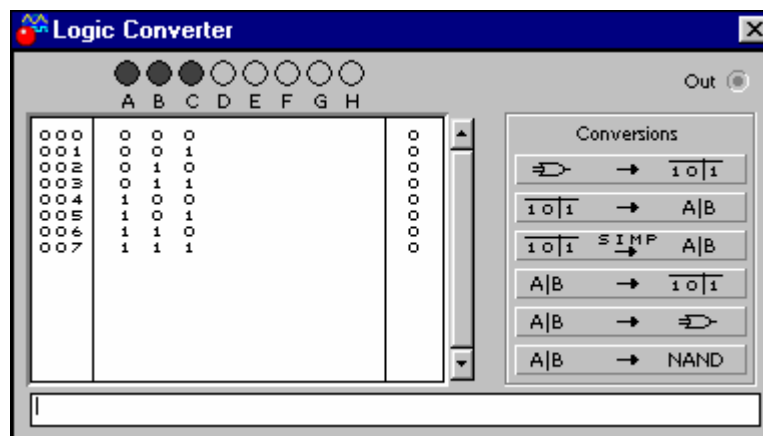 Logic Converter
A B C D E F G H
Out
000 0 0 0 0
001 0 0 1 0
002 0 1 0 0
003 0 1 1 0
004 1 0 0 0
005 1 0 1 0
006 1 1 0 0
007 1 1 1 0
Conversions
→ 1 0|1
1 0|1 → A|B
1 0|1 SIMP → A|B
A|B → 1 0|1
A|B →
A|B → NAND